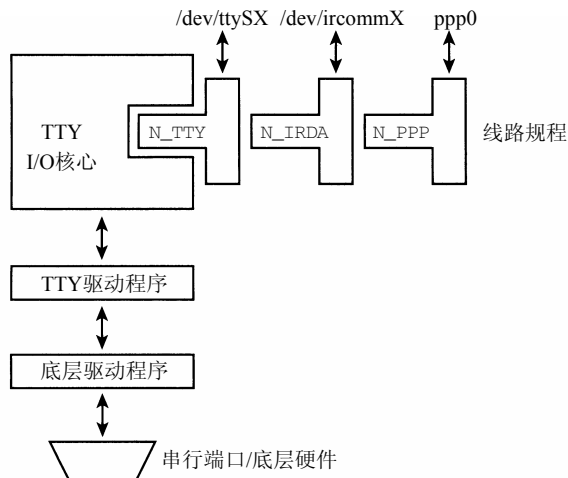 /dev/ttySX /dev/ircommX ppp0
TTY
I/O核心
N_TTY
N_IRDA
N_PPP
线路规程
TTY驱动程序
底层驱动程序
串行端口/底层硬件